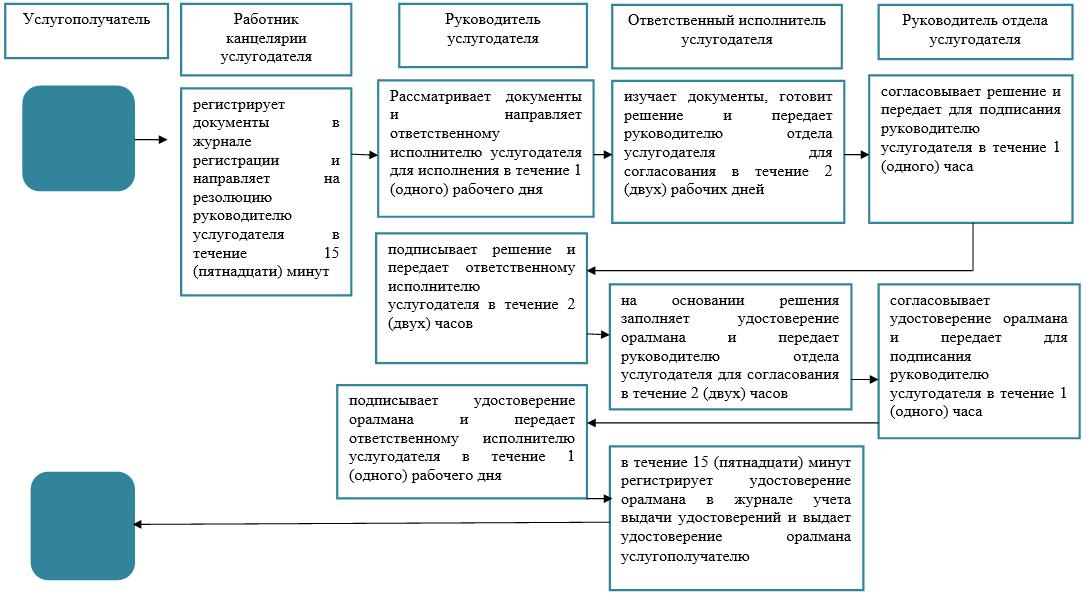 Услугополучатель
Работник
канцелярии
услугодателя
Руководитель
услугодателя
Ответственный исполнитель
услугодателя
Руководитель отдела
услугодателя
регистрирует
документы в
журнале
регистрации и
направляет на
резолюцию
руководителю
услугодателя в
течение 15
(пятнадцати) минут
Рассматривает документы
и направляет
ответственному
исполнителю услугодателя
для исполнения в течение 1
(одного) рабочего дня
изучает документы, готовит
решение и передает
руководителю отдела
услугодателя для
согласования в течение 2
(двух) рабочих дней
согласовывает решение и
передает для подписания
руководителю
услугодателя в течение 1
(одного) часа
подписывает решение и
передает ответственному
исполнителю
услугодателя в течение 2
(двух) часов
на основании решения
заполняет удостоверение
оралмана и передает
руководителю отдела
услугодателя для согласования
в течение 2 (двух) часов
согласовывает
удостоверение оралмана
и передает для
подписания
руководителю
услугодателя в течение 1
(одного) часа
подписывает удостоверение
оралмана и передает
ответственному исполнителю
услугодателя в течение 1
(одного) рабочего дня
в течение 15 (пятнадцати) минут
регистрирует удостоверение
оралмана в журнале учета
выдачи удостоверений и выдает
удостоверение оралмана
услугополучателю